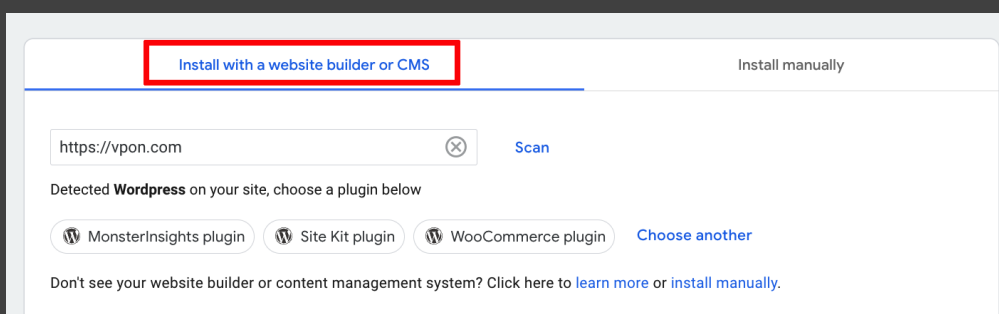 Install with a website builder or CMS
Install manually
https://vpon.com
Scan
Detected Wordpress on your site, choose a plugin below
MonsterInsights plugin
Site Kit plugin
WooCommerce plugin
Choose another
Don't see your website builder or content management system? Click here to learn more or install manually.